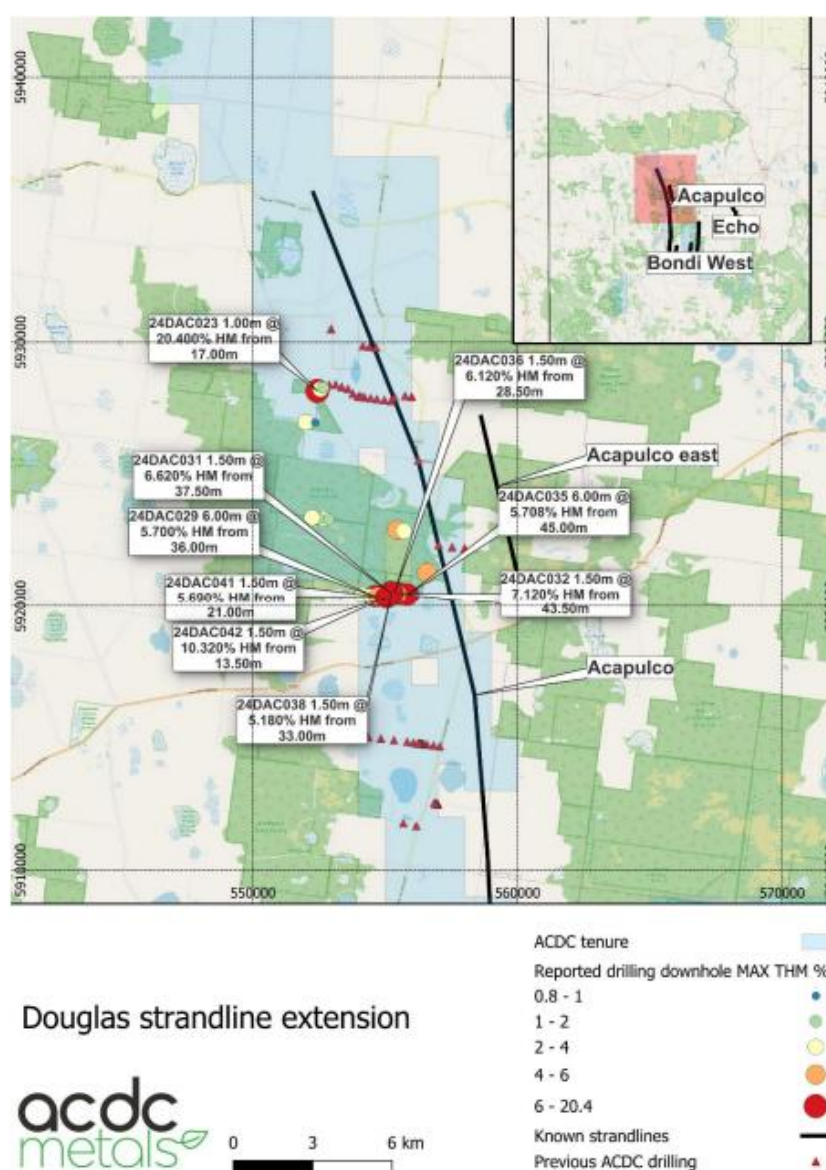 5940000
5930000
5920000
5910000
550000
560000
570000
Acapulco
Echo
Bondi West
24DAC023 1.00m @
20.400% HM from
17.00m
24DAC036 1.50m @
6.120% HM from
28.50m
Acapulco east
24DAC031 1.50m @
6.620% HM from
37.50m
24DAC035 6.00m @
5.708% HM from
45.00m
24DAC029 6.00m @
5.700% HM from
36.00m
24DAC041 1.50m @
5.690% HM from
21.00m
24DAC032 1.50m @
7.120% HM from
43.50m
24DAC042 1.50m @
10.320% HM from
13.50m
Acapulco
24DAC038 1.50m @
5.180% HM from
33.00m
Douglas strandline extension
acdc
metals
0 3 6 km
ACDC tenure
Reported drilling downhole MAX THM %
0.8 - 1
1 - 2
2 - 4
4 - 6
6 - 20.4
Known strandlines
Previous ACDC drilling